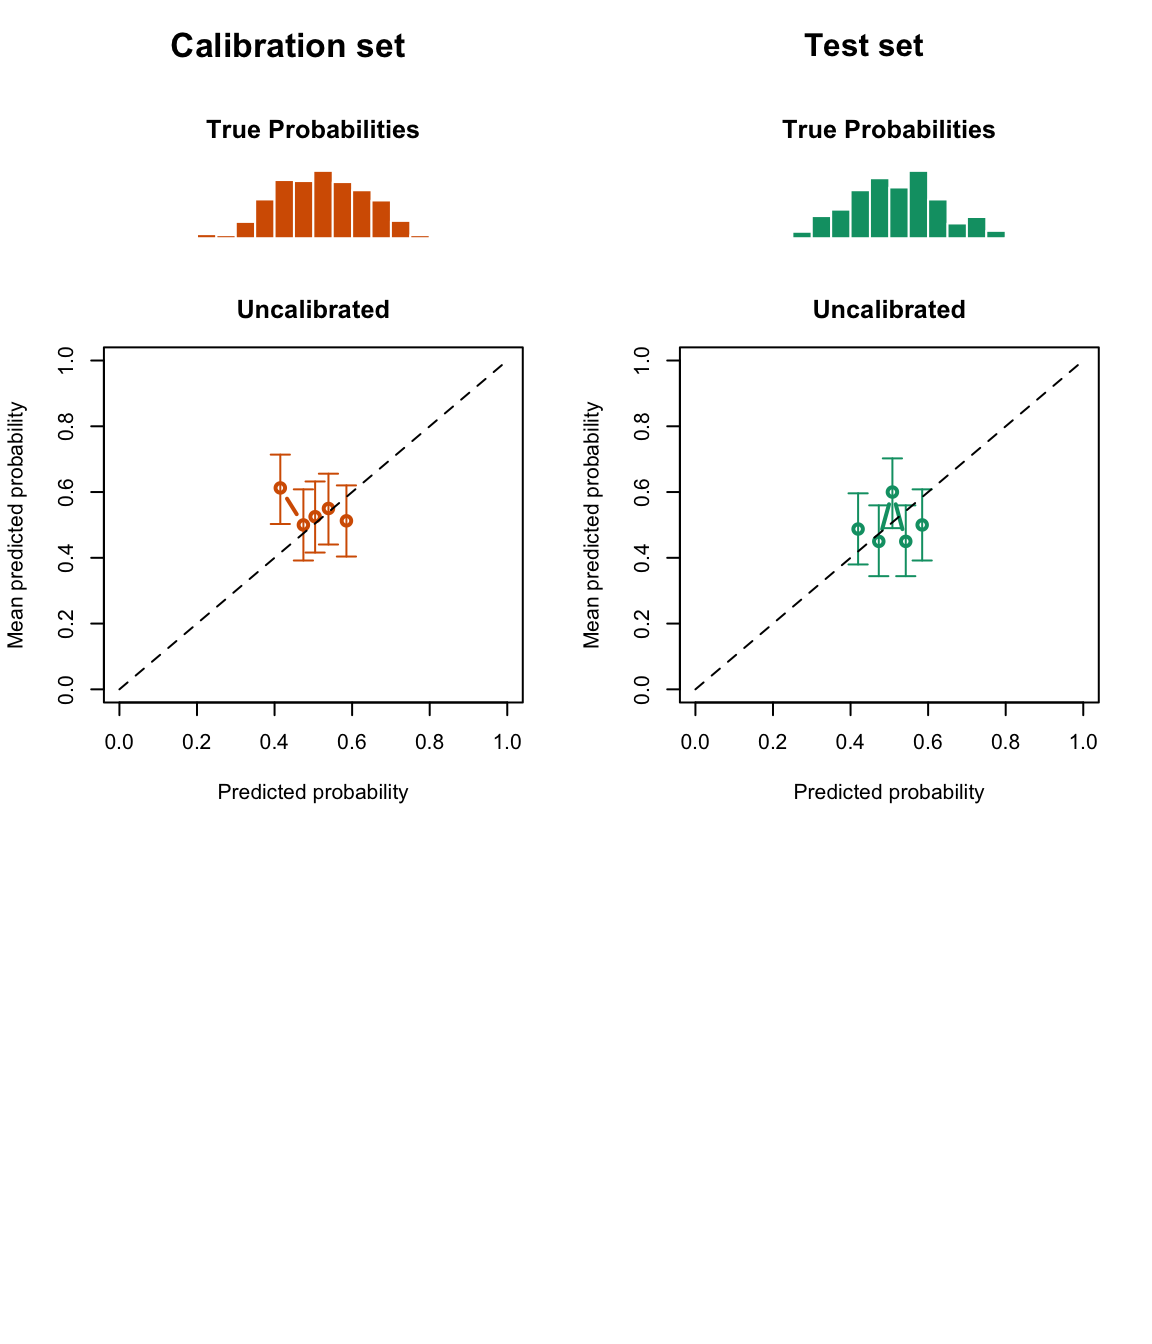 Calibration set
Test set
True Probabilities
True Probabilities
Uncalibrated
Uncalibrated
Mean predicted probability
1.0
0.8
0.6
0.4
0.2
0.0
0.0 0.2 0.4 0.6 0.8 1.0
Predicted probability
Mean predicted probability
1.0
0.8
0.6
0.4
0.2
0.0
0.0 0.2 0.4 0.6 0.8 1.0
Predicted probability